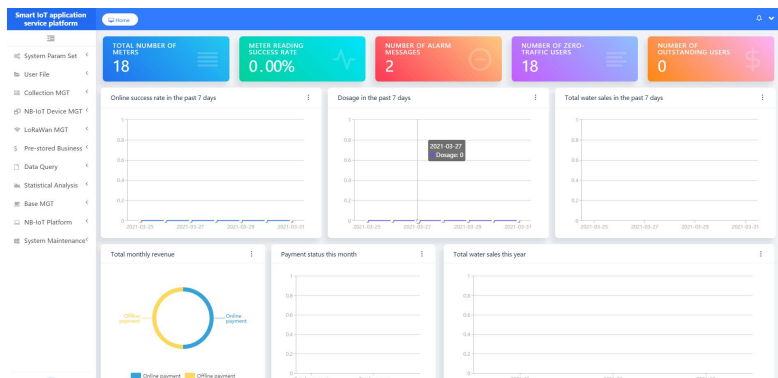 Smart IoT application
service platform
Home
System Param Set
User File
Collection MGT
NB-IoT Device MGT
LoRaWan MGT
Pre-stored Business
Data Query
Statistical Analysis
Base MGT
NB-IoT Platform
System Maintenance
TOTAL NUMBER OF
METERS
18
METER READING
SUCCESS RATE
0.00%
NUMBER OF ALARM
MESSAGES
2
NUMBER OF ZERO-
TRAFFIC USERS
18
NUMBER OF
OUTSTANDING USERS
0
Online success rate in the past 7 days
1
0.8
0.6
0.4
0.2
0
2021-03-25 2021-03-27 2021-03-29 2021-03-31
Dosage in the past 7 days
1
0.8
0.6
0.4
0.2
0
2021-03-27
Dosage: 0
2021-03-25 2021-03-27 2021-03-29 2021-03-31
Total water sales in the past 7 days
1
0.8
0.6
0.4
0.2
0
2021-03-25 2021-03-27 2021-03-29 2021-03-31
Total monthly revenue
Offline
payment
Online
payment
Online payment Offline payment
Payment status this month
1
0.8
0.6
0.4
0.2
0
Total water sales this year
1
0.8
0.6
0.4
0.2
0